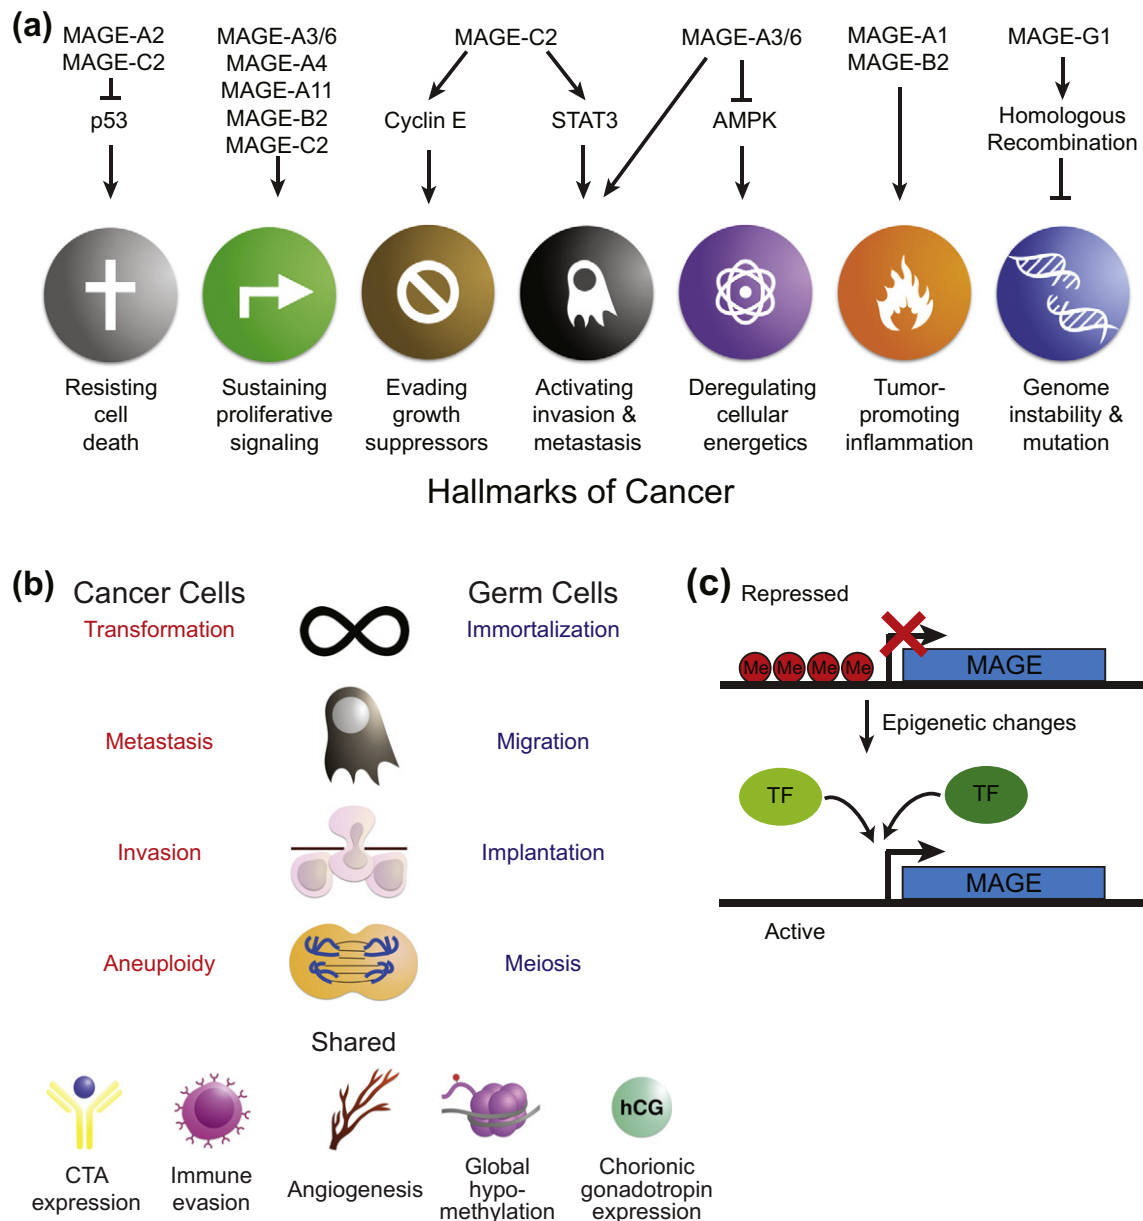 (a)
MAGE-A2
MAGE-C2
p53
MAGE-A3/6
MAGE-A4
MAGE-A11
MAGE-B2
MAGE-C2
MAGE-C2
Cyclin E
STAT3
MAGE-A3/6
AMPK
MAGE-A1
MAGE-B2
MAGE-G1
Homologous
Recombination
Resisting
cell
death
Sustaining
proliferative
signaling
Evading
growth
suppressors
Activating
invasion &
metastasis
Deregulating
cellular
energetics
Tumor-
promoting
inflammation
Genome
instability &
mutation
Hallmarks of Cancer
(b)
Cancer Cells
Germ Cells
Transformation
Immortalization
Metastasis
Migration
Invasion
Implantation
Aneuploidy
Meiosis
Shared
CTA
expression
Immune
evasion
Angiogenesis
Global
hypo-
methylation
hCG
Chorionic
gonadotropin
expression
(c)
Repressed
Me Me Me Me
MAGE
Epigenetic changes
TF
TF
MAGE
Active